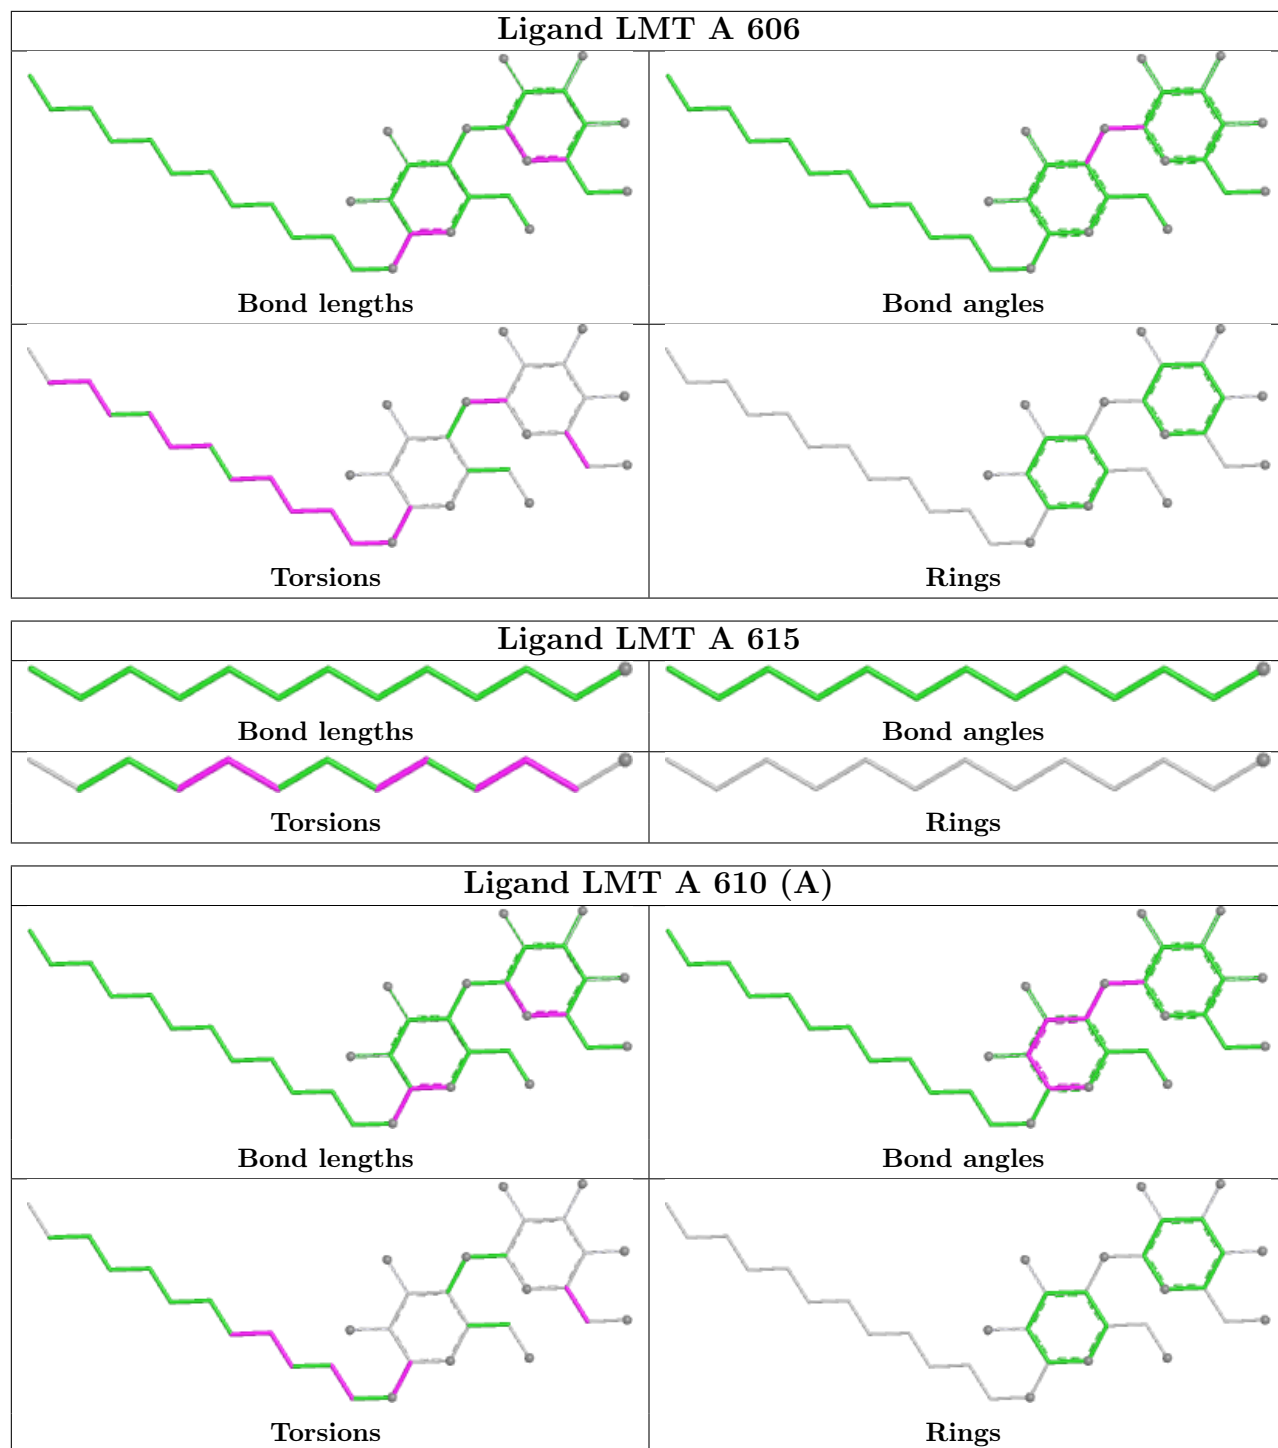 Ligand LMT A 606
Bond lengths
Bond angles
Torsions
Rings
Ligand LMT A 615
Bond lengths
Bond angles
Torsions
Rings
Ligand LMT A 610 (A)
Bond lengths
Bond angles
Torsions
Rings